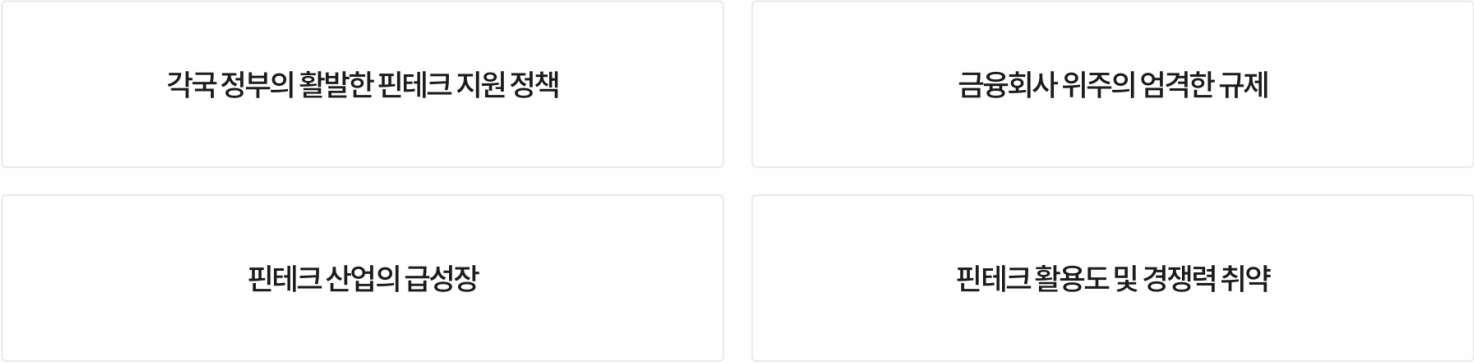 각국 정부의 활발한 핀테크 지원 정책
금융회사 위주의 엄격한 규제
핀테크 산업의 급성장
핀테크 활용도 및 경쟁력 취약